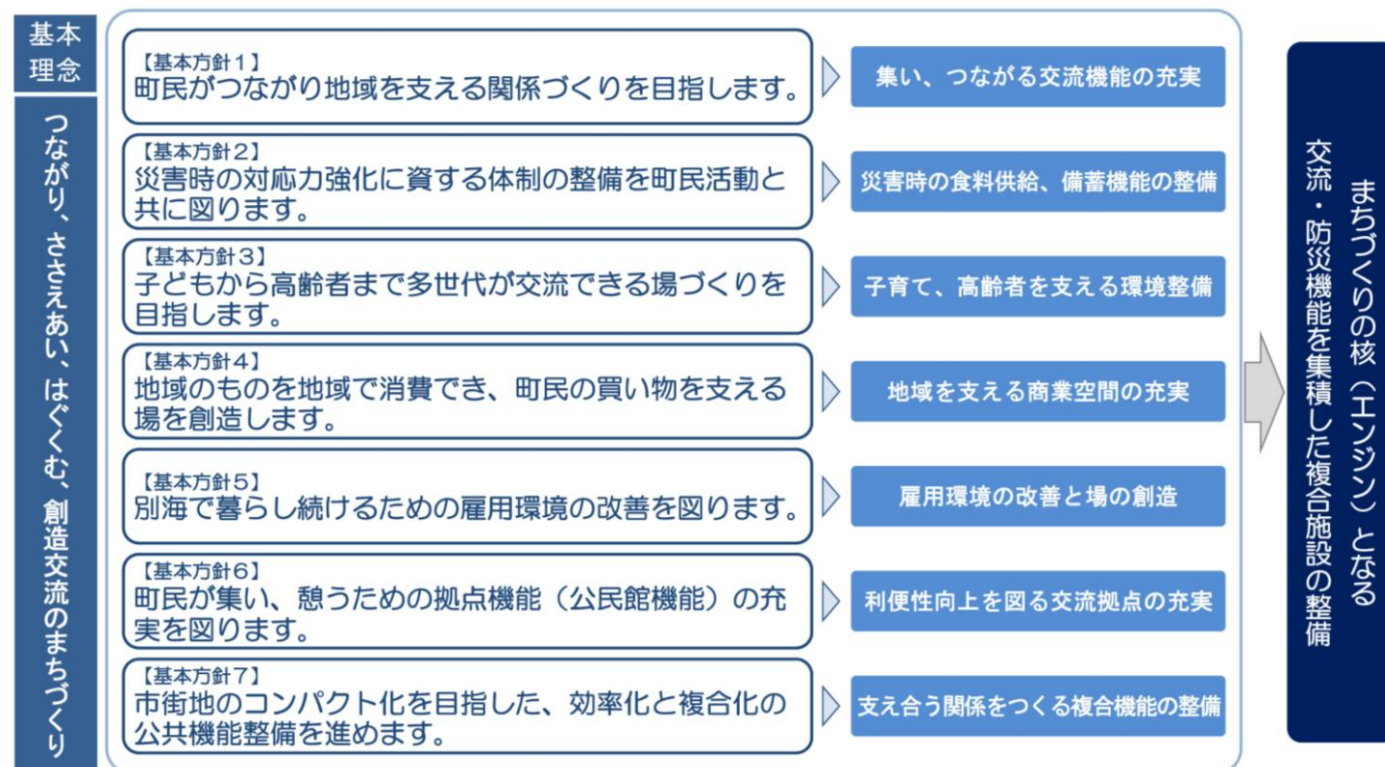 基本
理念
つながり、ささえあい、はぐくむ、創造交流のまちづくり
【基本方針１】
町民がつながり地域を支える関係づくりを目指します。
集い、つながる交流機能の充実
【基本方針２】
災害時の対応力強化に資する体制の整備を町民活動と
共に図ります。
災害時の食料供給、備蓄機能の整備
【基本方針３】
子どもから高齢者まで多世代が交流できる場づくりを
目指します。
子育て、高齢者を支える環境整備
【基本方針４】
地域のものを地域で消費でき、町民の買い物を支える
場を創造します。
地域を支える商業空間の充実
【基本方針５】
別海で暮らし続けるための雇用環境の改善を図ります。
雇用環境の改善と場の創造
【基本方針６】
町民が集い、憩うための拠点機能（公民館機能）の充
実を図ります。
利便性向上を図る交流拠点の充実
【基本方針７】
市街地のコンパクト化を目指した、効率化と複合化の
公共機能整備を進めます。
支え合う関係をつくる複合機能の整備
まちづくりの核（エンジン）となる
交流・防災機能を集積した複合施設の整備